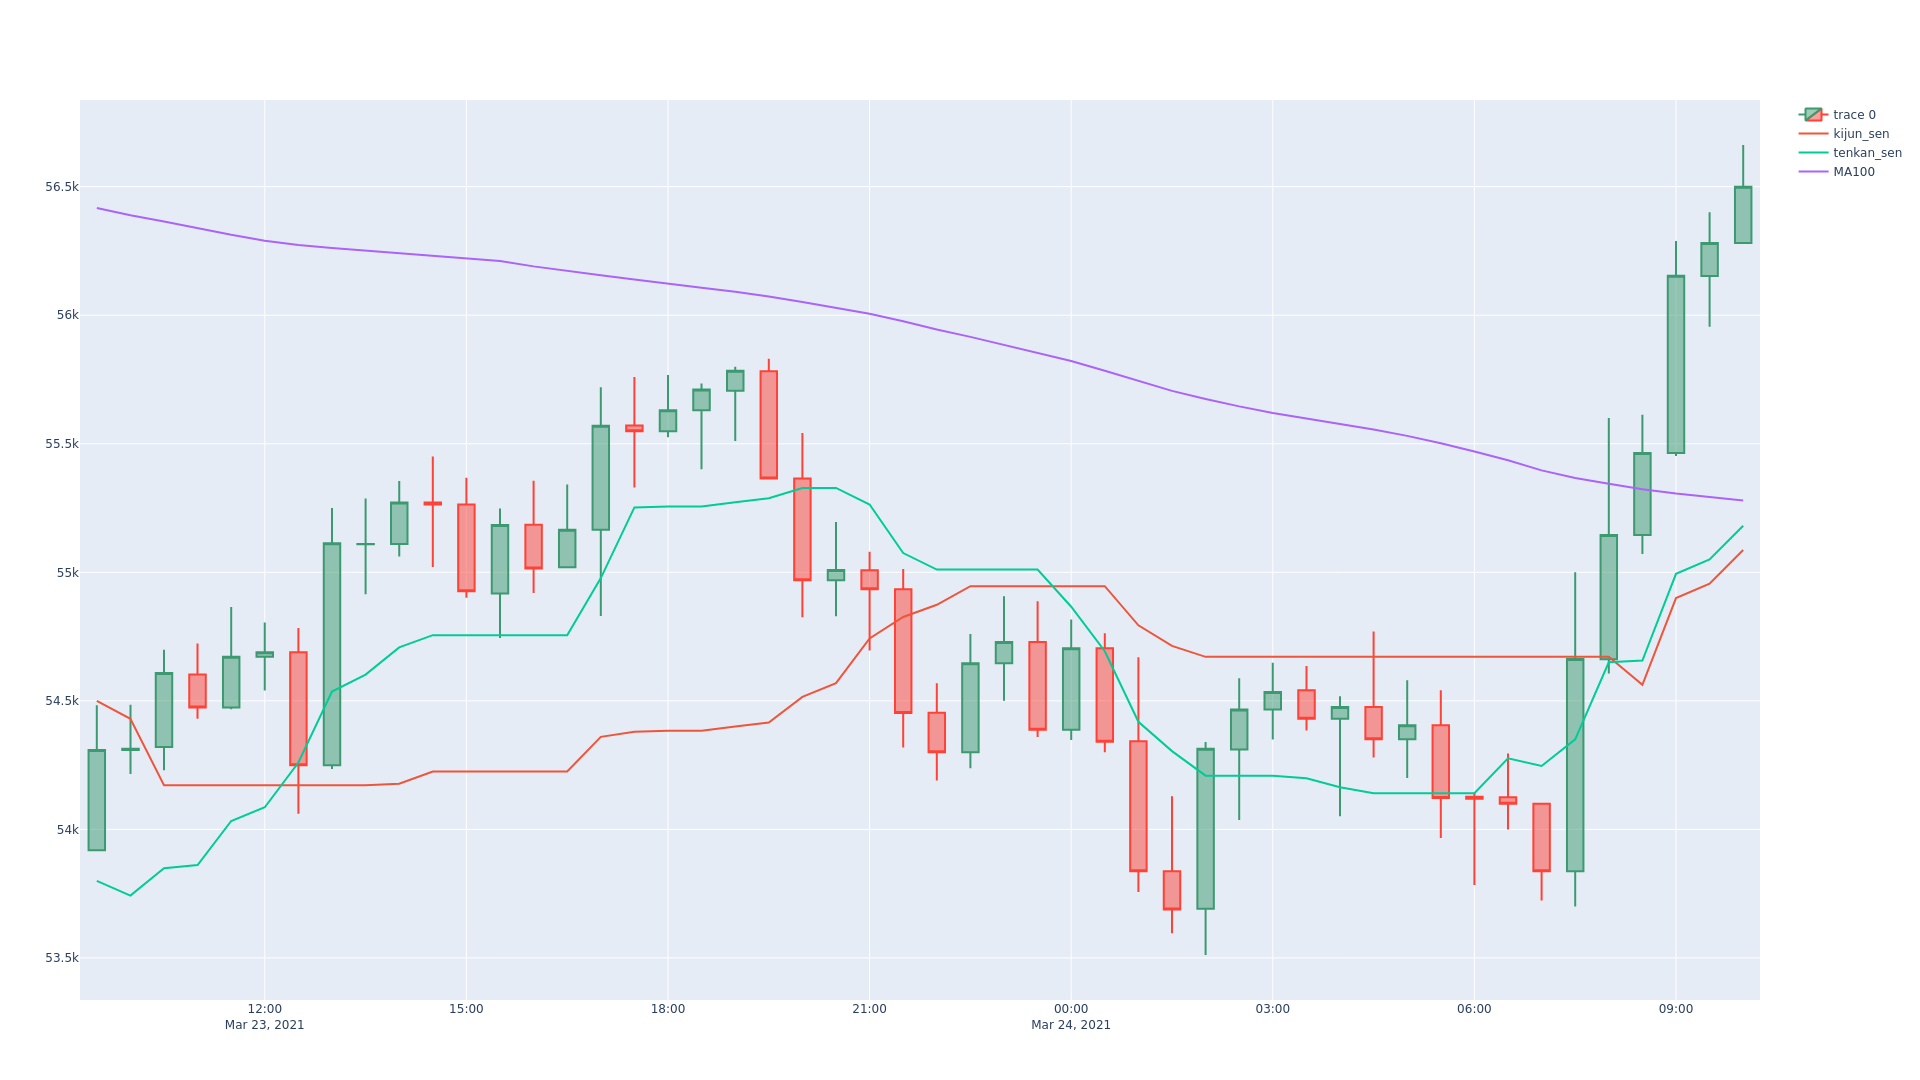 trace 0
kijun_sen
tenkan_sen
MA100
56.5k
56k
55.5k
55k
54.5k
54k
53.5k
12:00 15:00 18:00 21:00 00:00 03:00 06:00 09:00
Mar 23, 2021 Mar 24, 2021